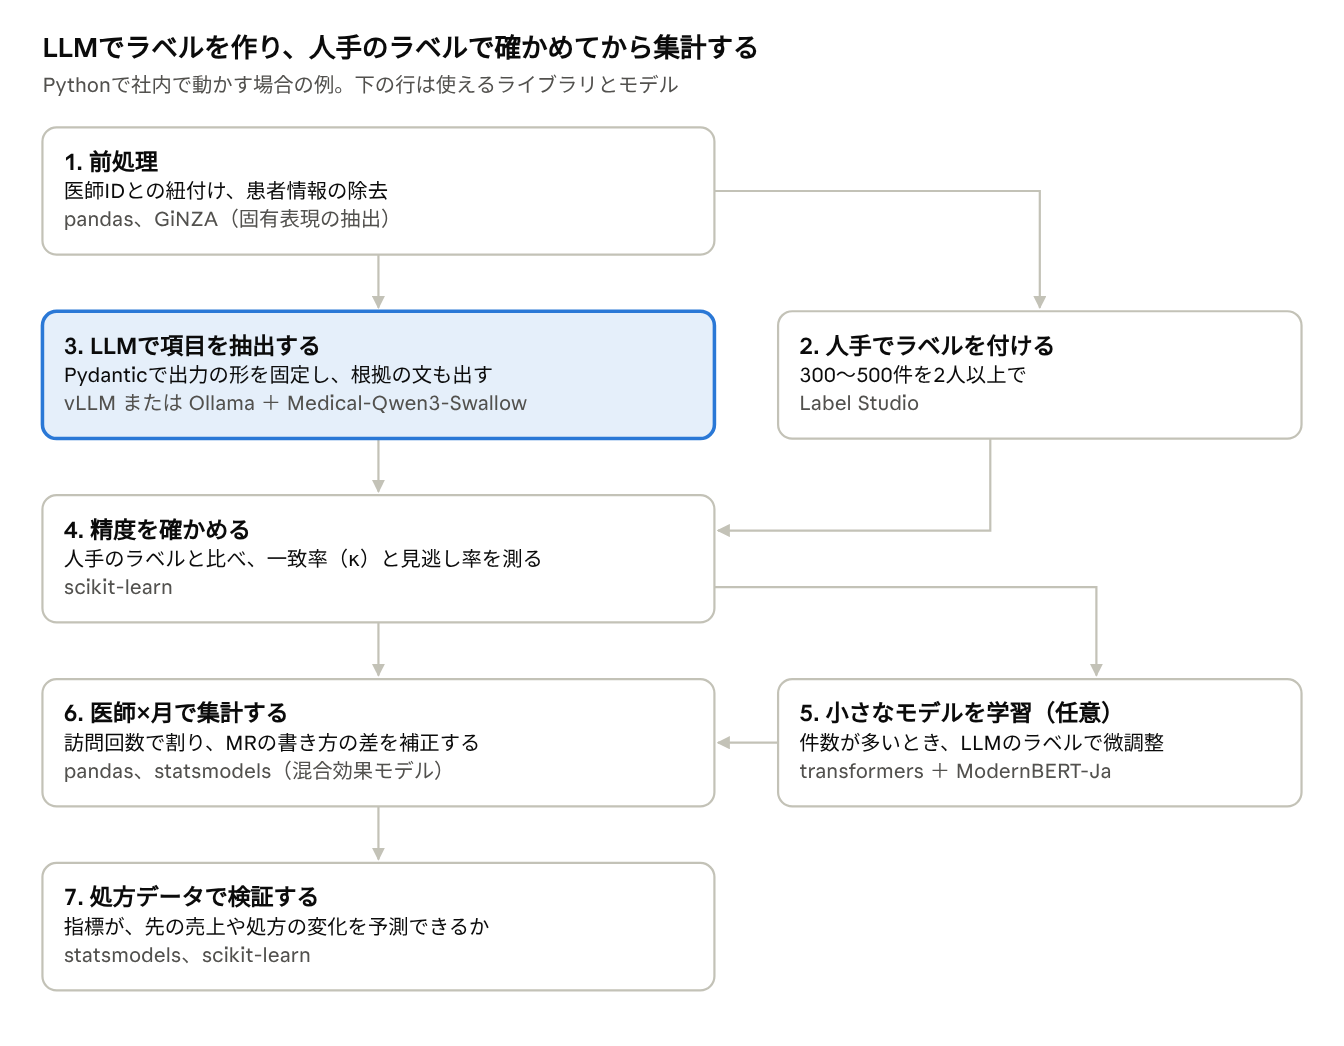 LLMでラベルを作り、人手のラベルで確かめてから集計する
Pythonで社内で動かす場合の例。下の行は使えるライブラリとモデル
1. 前処理
医師IDとの紐付け、患者情報の除去
pandas、GiNZA（固有表現の抽出）
3. LLMで項目を抽出する
Pydanticで出力の形を固定し、根拠の文も出す
vLLM または Ollama ＋ Medical-Qwen3-Swallow
2. 人手でラベルを付ける
300〜500件を2人以上で
Label Studio
4. 精度を確かめる
人手のラベルと比べ、一致率（κ）と見逃し率を測る
scikit-learn
6. 医師×月で集計する
訪問回数で割り、MRの書き方の差を補正する
pandas、statsmodels（混合効果モデル）
5. 小さなモデルを学習（任意）
件数が多いとき、LLMのラベルで微調整
transformers ＋ ModernBERT-Ja
7. 処方データで検証する
指標が、先の売上や処方の変化を予測できるか
statsmodels、scikit-learn